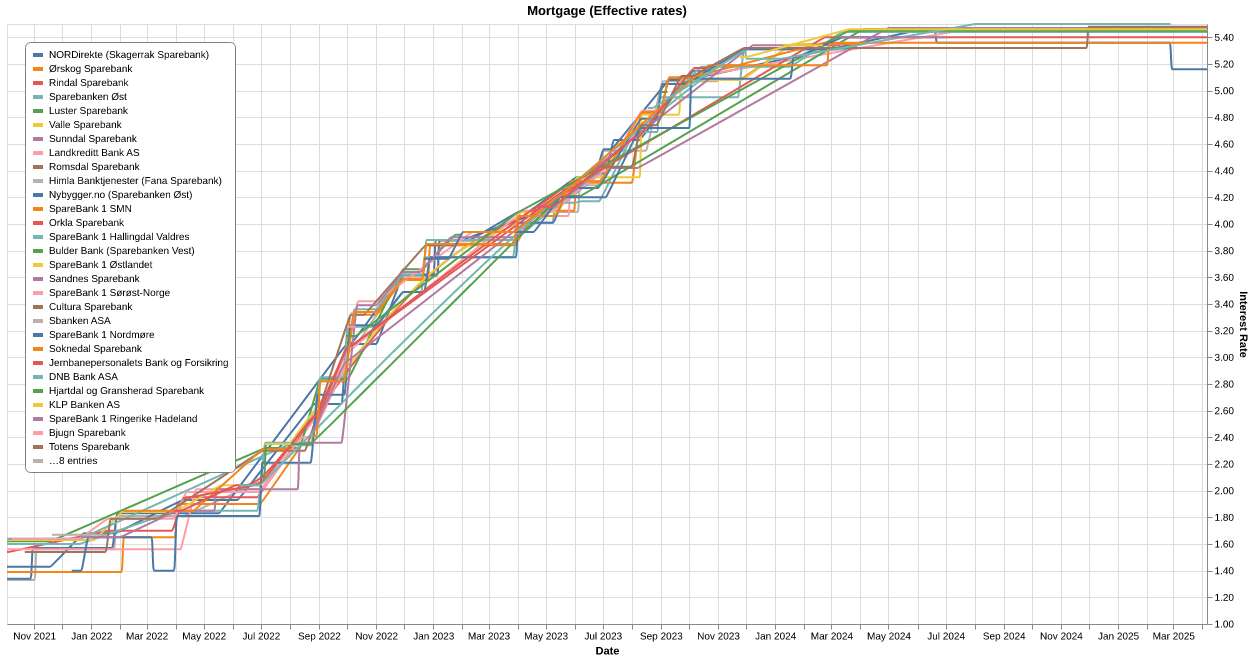 Mortgage (Effective rates)
NORDirekte (Skagerrak Sparebank)
Ørskog Sparebank
Rindal Sparebank
Sparebanken Øst
Luster Sparebank
Valle Sparebank
Sunndal Sparebank
Landkreditt Bank AS
Romsdal Sparebank
Himla Banktjenester (Fana Sparebank)
Nybygger.no (Sparebanken Øst)
SpareBank 1 SMN
Orkla Sparebank
SpareBank 1 Hallingdal Valdres
Bulder Bank (Sparebanken Vest)
SpareBank 1 Østlandet
Sandnes Sparebank
SpareBank 1 Sørøst-Norge
Cultura Sparebank
Sbanken ASA
SpareBank 1 Nordmøre
Soknedal Sparebank
Jernbanepersonalets Bank og Forsikring
DNB Bank ASA
Hjartdal og Gransherad Sparebank
KLP Banken AS
SpareBank 1 Ringerike Hadeland
Bjugn Sparebank
Totens Sparebank
…8 entries
5.40
5.20
5.00
4.80
4.60
4.40
4.20
4.00
3.80
3.60
3.40
3.20
3.00
2.80
2.60
2.40
2.20
2.00
1.80
1.60
1.40
1.20
1.00
Interest Rate
Nov 2021 Jan 2022 Mar 2022 May 2022 Jul 2022 Sep 2022 Nov 2022 Jan 2023 Mar 2023 May 2023 Jul 2023 Sep 2023 Nov 2023 Jan 2024 Mar 2024 May 2024 Jul 2024 Sep 2024 Nov 2024 Jan 2025 Mar 2025
Date